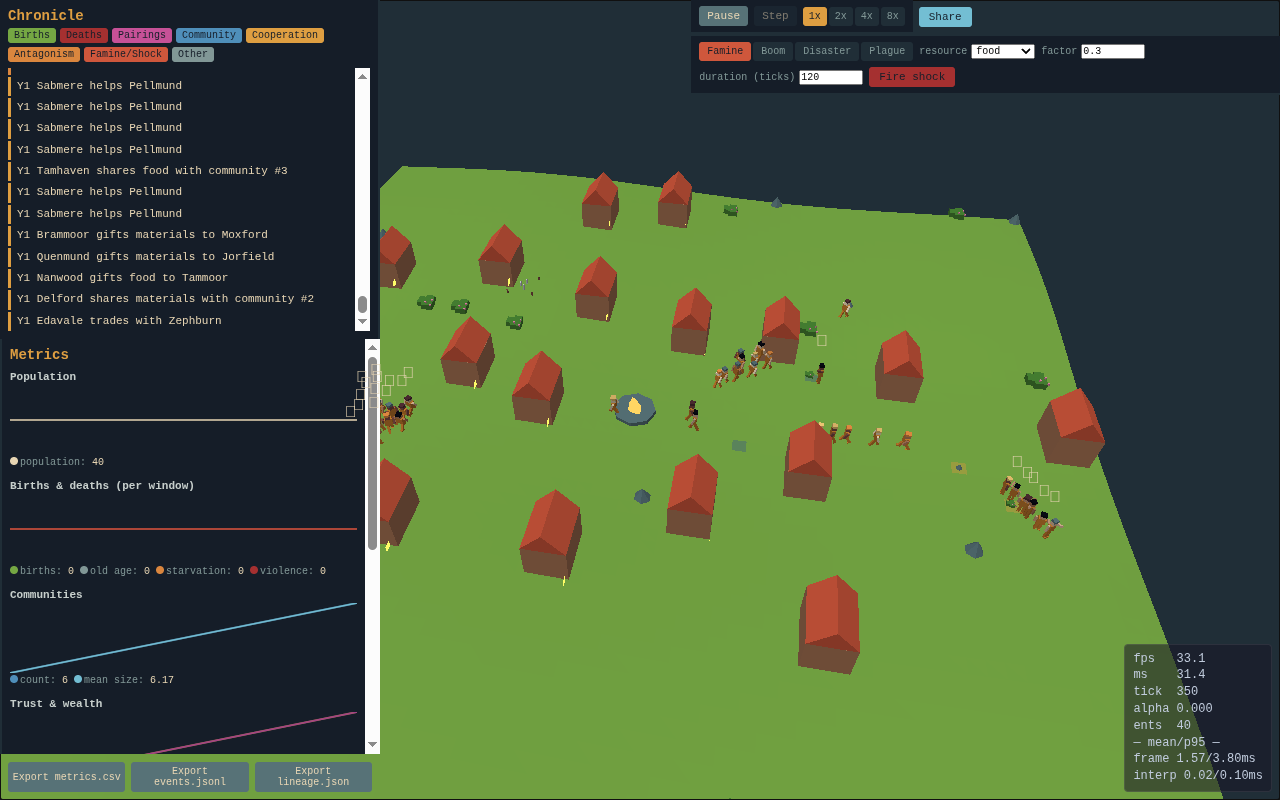 Chronicle
Births Deaths Pairings Community Cooperation
Antagonism Famine/Shock Other
Y1 Sabmere helps Pellmund
Y1 Sabmere helps Pellmund
Y1 Sabmere helps Pellmund
Y1 Sabmere helps Pellmund
Y1 Tamhaven shares food with community #3
Y1 Sabmere helps Pellmund
Y1 Sabmere helps Pellmund
Y1 Brammoor gifts materials to Moxford
Y1 Quenmund gifts materials to Jorfield
Y1 Nanwood gifts food to Tammoor
Y1 Delford shares materials with community #2
Y1 Edavale trades with Zephburn
Metrics
Population
population: 40
Births & deaths (per window)
births: 0 old age: 0 starvation: 0 violence: 0
Communities
count: 6 mean size: 6.17
Trust & wealth
Export metrics.csv
Export events.jsonl
Export lineage.json
Pause Step 1x 2x 4x 8x Share
Famine Boom Disaster Plague resource food factor 0.3
duration (ticks) 120 Fire shock
fps 33.1
ms 31.4
tick 350
alpha 0.000
ents 40
— mean/p95 —
frame 1.57/3.80ms
interp 0.02/0.10ms